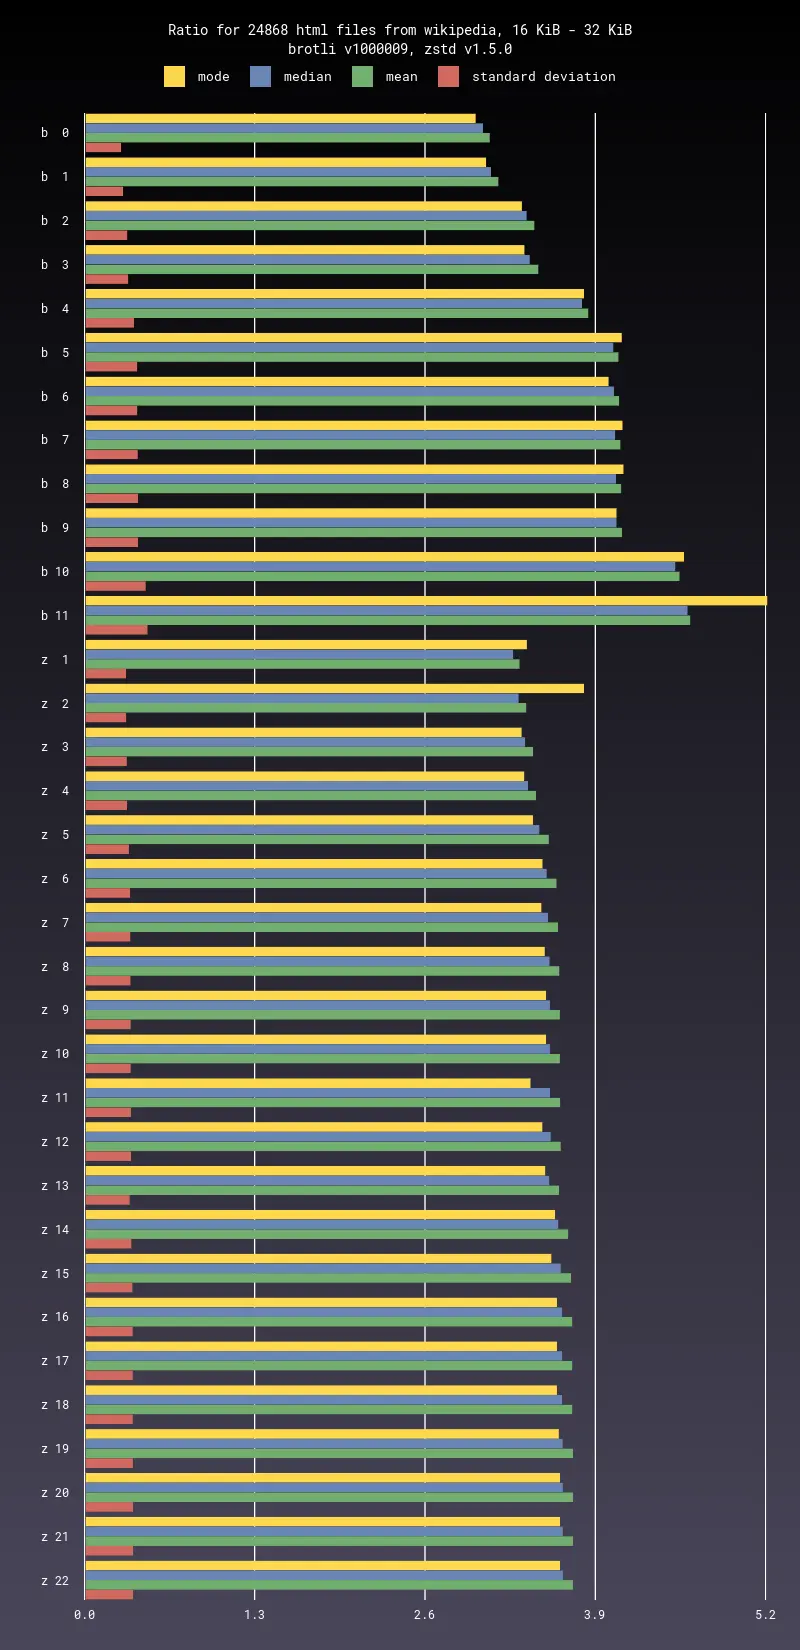 Ratio for 24868 html files from wikipedia, 16 KiB - 32 KiB
brotli v1000009, zstd v1.5.0
mode median mean standard deviation
b 0
b 1
b 2
b 3
b 4
b 5
b 6
b 7
b 8
b 9
b 10
b 11
z 1
z 2
z 3
z 4
z 5
z 6
z 7
z 8
z 9
z 10
z 11
z 12
z 13
z 14
z 15
z 16
z 17
z 18
z 19
z 20
z 21
z 22
0.0 1.3 2.6 3.9 5.2